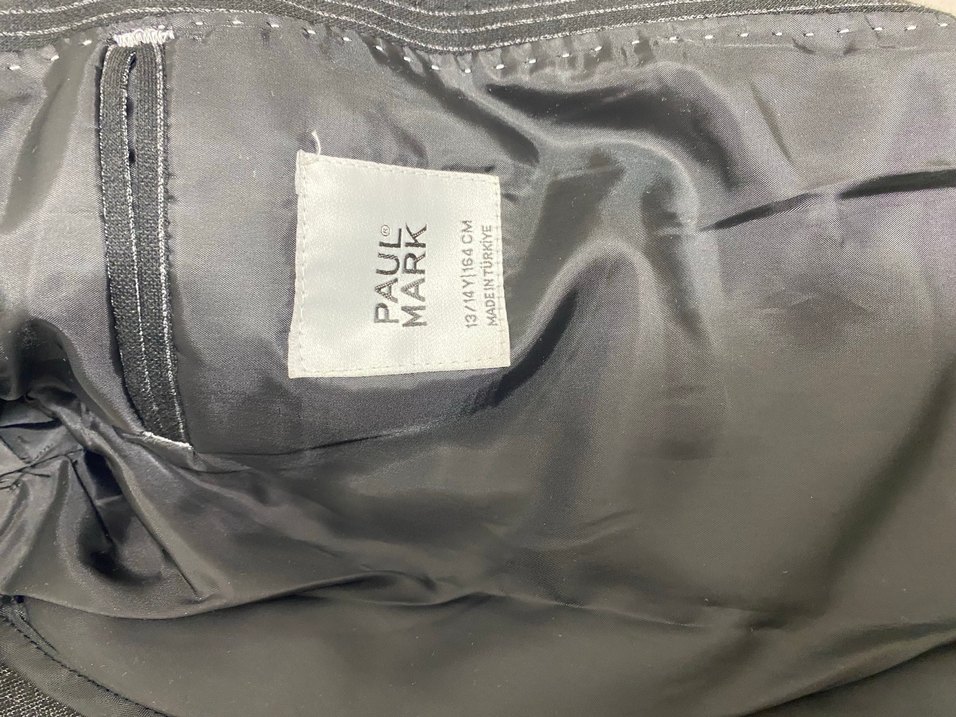 PAUL®
MARK
13/14Y|164 CM
MADE IN TÜRKİYE